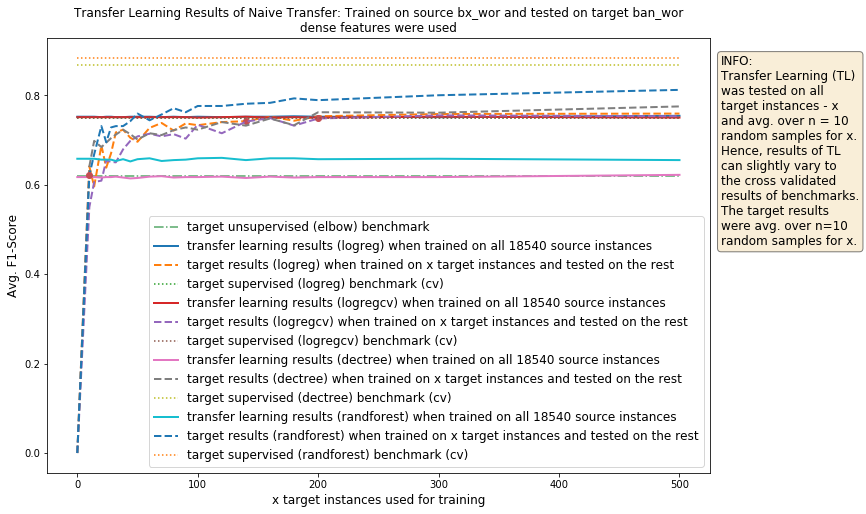 Transfer Learning Results of Naive Transfer: Trained on source bx_wor and tested on target ban_wor
dense features were used
Avg. F1-Score
0.8
0.6
0.4
0.2
0.0
0
100
200
300
400
500
x target instances used for training
target unsupervised (elbow) benchmark
transfer learning results (logreg) when trained on all 18540 source instances
target results (logreg) when trained on x target instances and tested on the rest
target supervised (logreg) benchmark (cv)
transfer learning results (logregcv) when trained on all 18540 source instances
target results (logregcv) when trained on x target instances and tested on the rest
target supervised (logregcv) benchmark (cv)
transfer learning results (dectree) when trained on all 18540 source instances
target results (dectree) when trained on x target instances and tested on the rest
target supervised (dectree) benchmark (cv)
transfer learning results (randforest) when trained on all 18540 source instances
target results (randforest) when trained on x target instances and tested on the rest
target supervised (randforest) benchmark (cv)
INFO:
Transfer Learning (TL)
was tested on all
target instances - x
and avg. over n = 10
random samples for x.
Hence, results of TL
can slightly vary to
the cross validated
results of benchmarks.
The target results
were avg. over n=10
random samples for x.